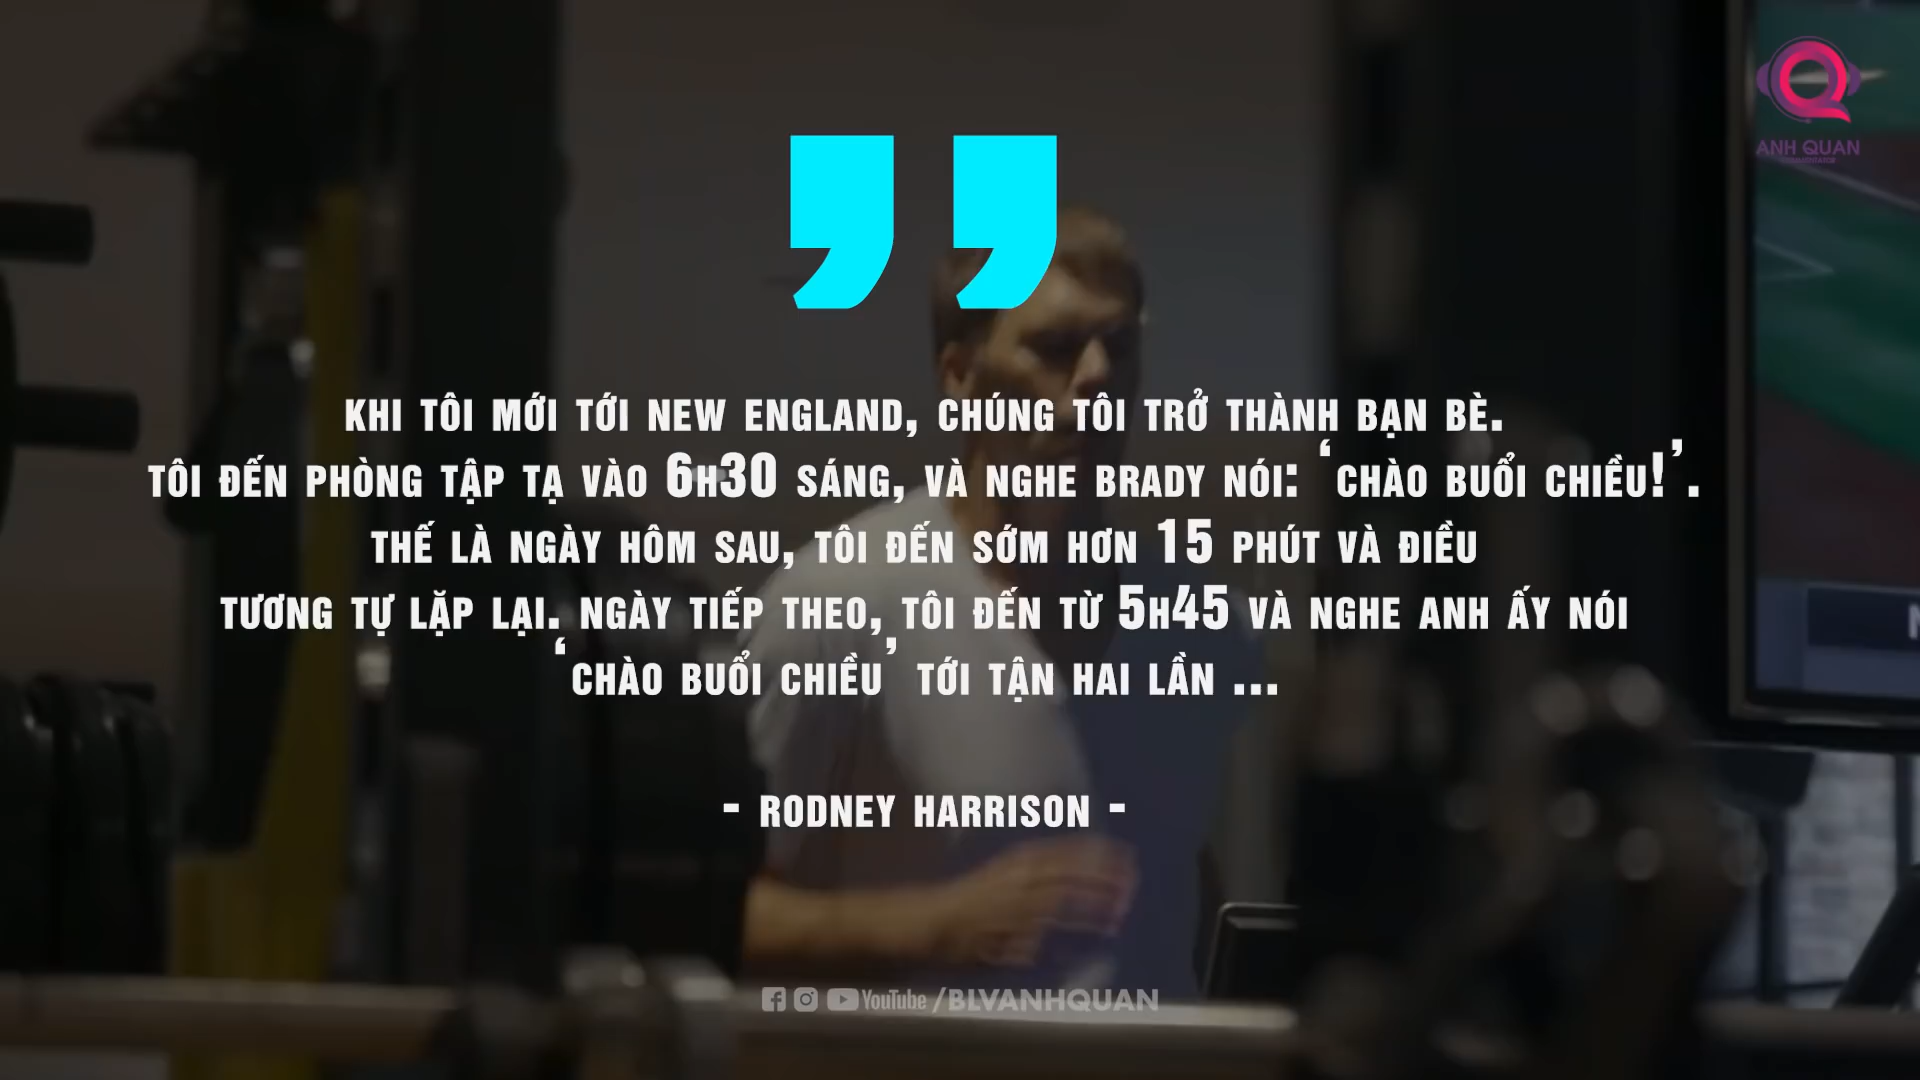 ANH QUAN
KHI TÔI MỚI TỚI NEW ENGLAND, CHÚNG TÔI TRỞ THÀNH BẠN BÈ.
TÔI ĐẾN PHÒNG TẬP TẠ VÀO 6H30 SÁNG, VÀ NGHE BRADY NÓI: ‘CHÀO BUỔI CHIỀU!’.
THẾ LÀ NGÀY HÔM SAU, TÔI ĐẾN SỚM HƠN 15 PHÚT VÀ ĐIỀU
TƯƠNG TỰ LẶP LẠI. NGÀY TIẾP THEO, TÔI ĐẾN TỪ 5H45 VÀ NGHE ANH ẤY NÓI
‘CHÀO BUỔI CHIỀU’ TỚI TẬN HAI LẦN ...
- RODNEY HARRISON -
YouTube /BLVANHQUAN